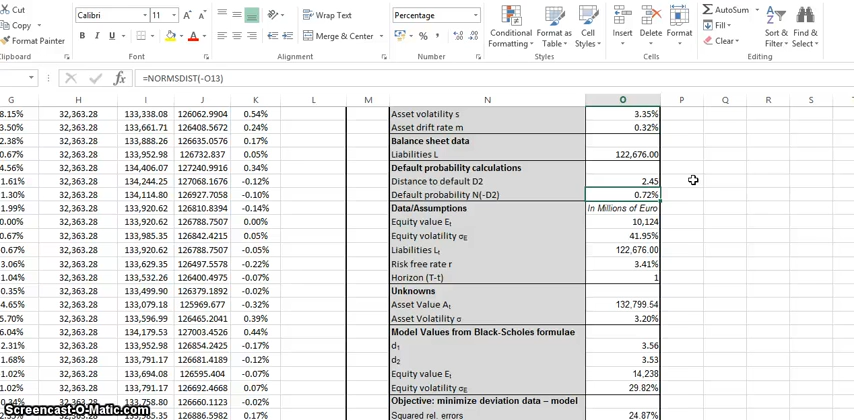 Cut
Copy
Format Painter
Clipboard
Calibri 11
B I U
Font
Wrap Text
Merge & Center
Alignment
Percentage
$ % ,
Number
Conditional Formatting
Format as Table
Cell Styles
Styles
Insert
Delete
Format
Cells
AutoSum
Fill
Clear
Sort & Filter
Find & Select
Editing
fx =NORMSDIST(-O13)
G H I J K L M N O P Q R S
8.15% 32,363.28 133,338.08 126062.9904 0.54% Asset volatility s 3.35%
3.50% 32,363.28 133,661.71 126408.5672 0.24% Asset drift rate m 0.32%
2.38% 32,363.28 133,888.26 126635.0576 0.17% Balance sheet data
0.67% 32,363.28 133,952.98 126732.837 0.05% Liabilities L 122,676.00
4.56% 32,363.28 134,406.07 127240.9916 0.34% Default probability calculations
1.61% 32,363.28 134,244.25 127068.1676 -0.12% Distance to default D2 2.45
1.30% 32,363.28 134,114.80 126927.7058 -0.10% Default probability N(-D2) 0.72%
1.99% 32,363.28 133,920.62 126810.8394 -0.14% Data/Assumptions In Millions of Euro
0.00% 32,363.28 133,920.62 126788.7507 0.00% Equity value Et 10,124
0.67% 32,363.28 133,985.35 126842.4215 0.05% Equity volatility σE 41.95%
0.67% 32,363.28 133,920.62 126788.7507 -0.05% Liabilities Lt 122,676.00
3.06% 32,363.28 133,629.35 126497.5578 -0.22% Risk free rate r 3.41%
1.04% 32,363.28 133,532.26 126400.4975 -0.07% Horizon (T-t) 1
0.35% 32,363.28 133,499.90 126379.1892 -0.02% Unknowns
4.65% 32,363.28 133,079.18 125969.677 -0.32% Asset Value At 132,799.54
5.70% 32,363.28 133,596.99 126465.2041 0.39% Asset Volatility σ 3.20%
6.04% 32,363.28 134,179.53 127003.4526 0.44% Model Values from Black-Scholes formulae
2.31% 32,363.28 133,952.98 126854.2425 -0.17% d1 3.56
1.68% 32,363.28 133,791.17 126681.4189 -0.12% d2 3.53
1.02% 32,363.28 133,694.08 126595.407 -0.07% Equity value Et 14,238
1.02% 32,363.28 133,791.17 126692.4668 0.07% Equity volatility σE 29.82%
32,363.28 133,758.80 126660.1123 -0.02% Objective: minimize deviation data – model
126886.5982 0.17% Squared rel. errors 24.87%
Screencast-O-Matic.com